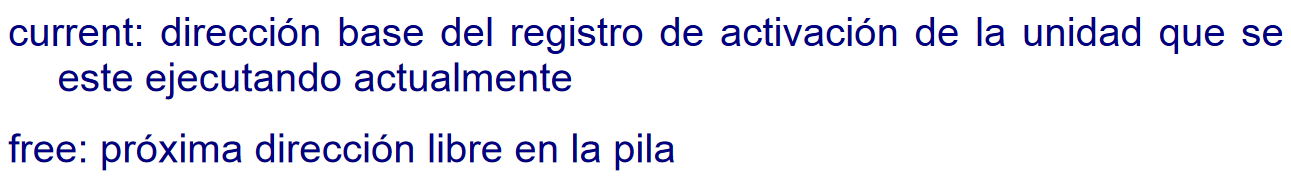 current: dirección base del registro de activación de la unidad que se
este ejecutando actualmente
free: próxima dirección libre en la pila